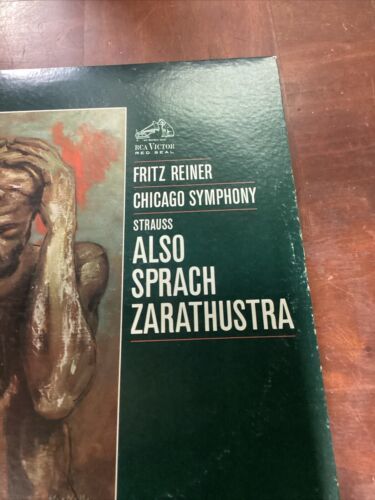 RCA VICTOR
RED SEAL
FRITZ REINER
CHICAGO SYMPHONY
STRAUSS
ALSO
SPRACH
ZARATHUSTRA